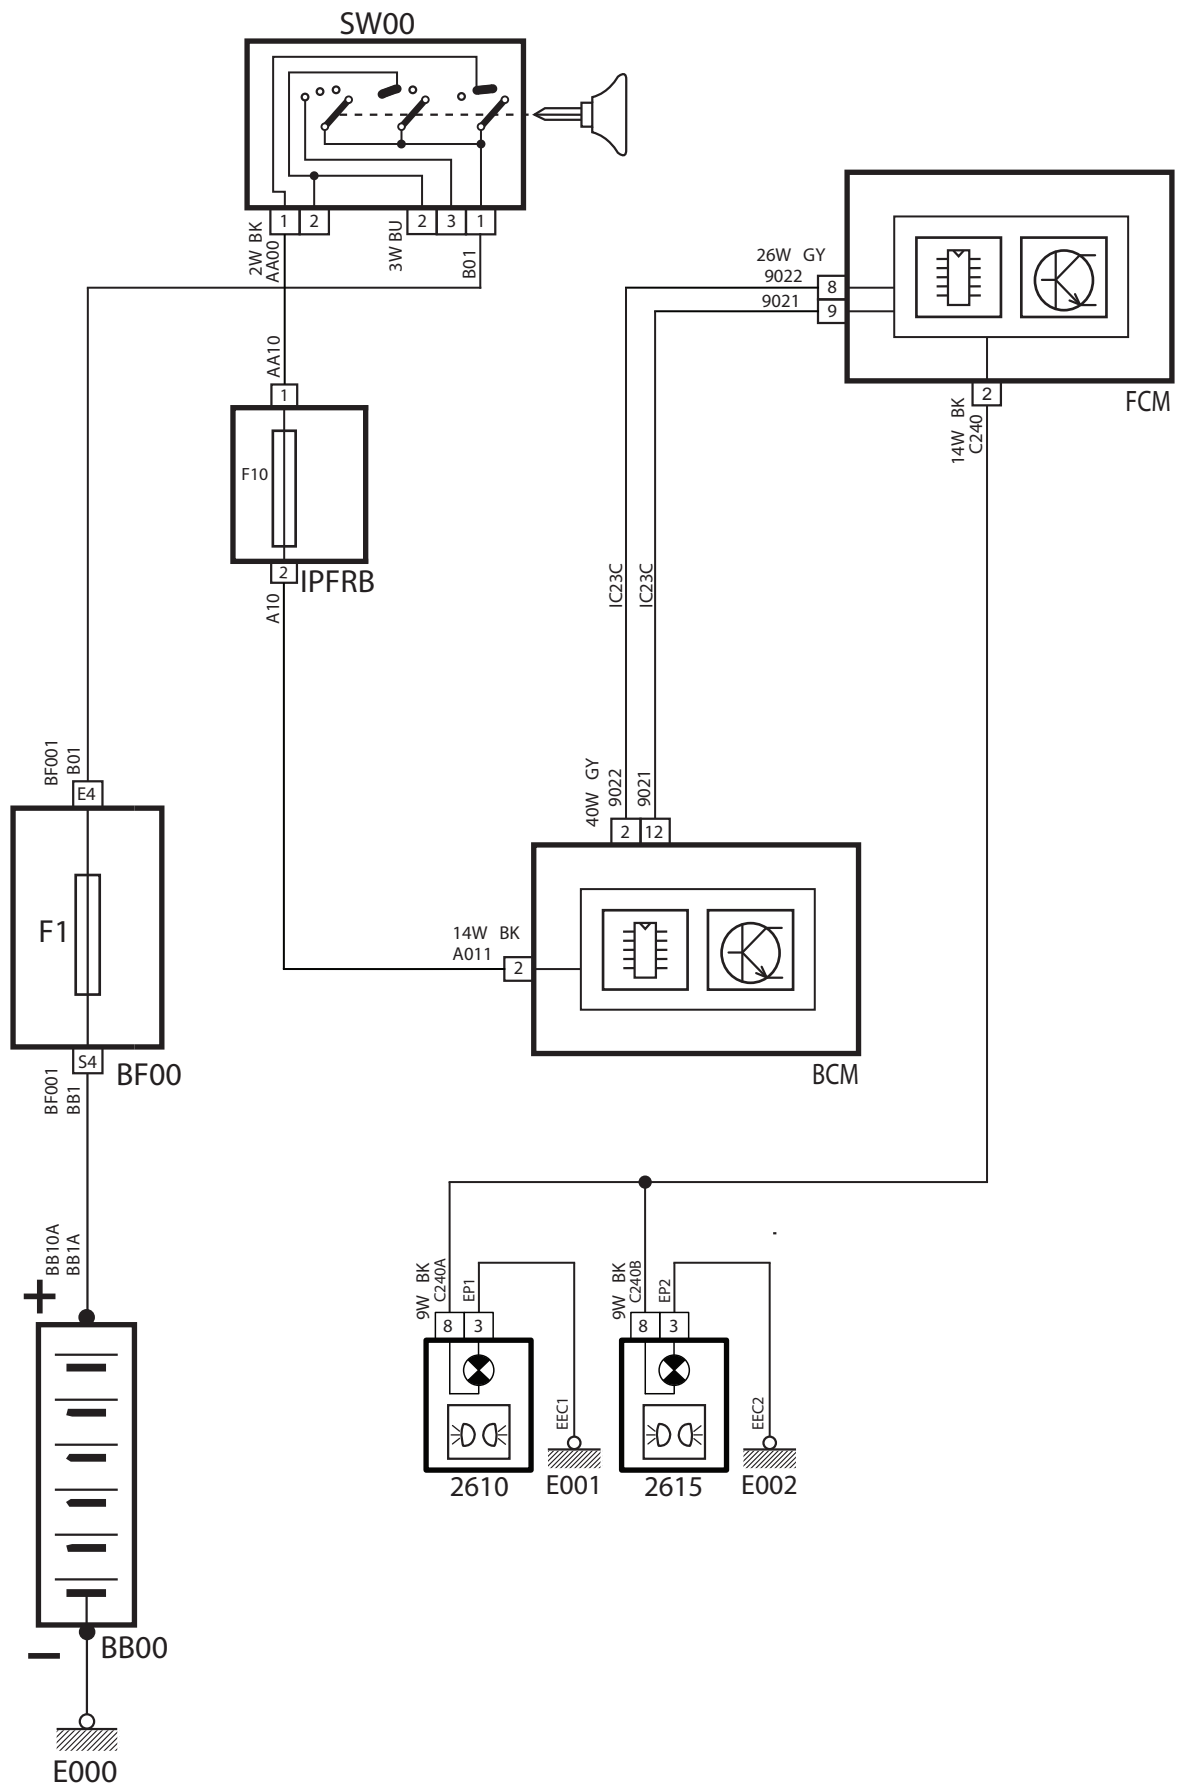 SW00
1 2 2 3 1
2W BK
AA00
3W BU
B01
26W GY
9022
8
9021
9
FCM
2
14W BK
C240
AA10
1
F10
2
IPFRB
A10
IC23C
IC23C
BF001
B01
E4
F1
S4
BF00
BF001
BB1
40W GY
9022
9021
2 12
14W BK
A011
2
BCM
BB10A
BB1A
+
9W BK
C240A
EP1
8 3
EEC1
2610
E001
9W BK
C240B
EP2
8 3
EEC2
2615
E002
–
BB00
E000